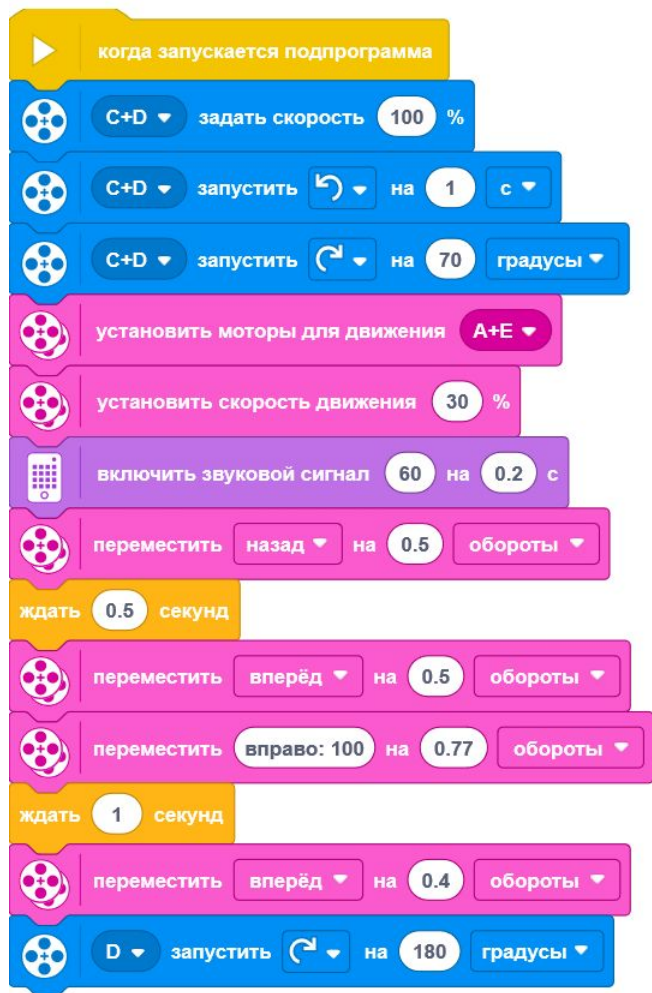 когда запускается подпрограмма
C+D задать скорость 100 %
C+D запустить на 1 с
C+D запустить на 70 градусы
установить моторы для движения A+E
установить скорость движения 30 %
включить звуковой сигнал 60 на 0.2 с
переместить назад на 0.5 обороты
ждать 0.5 секунд
переместить вперёд на 0.5 обороты
переместить вправо: 100 на 0.77 обороты
ждать 1 секунд
переместить вперёд на 0.4 обороты
D запустить на 180 градусы